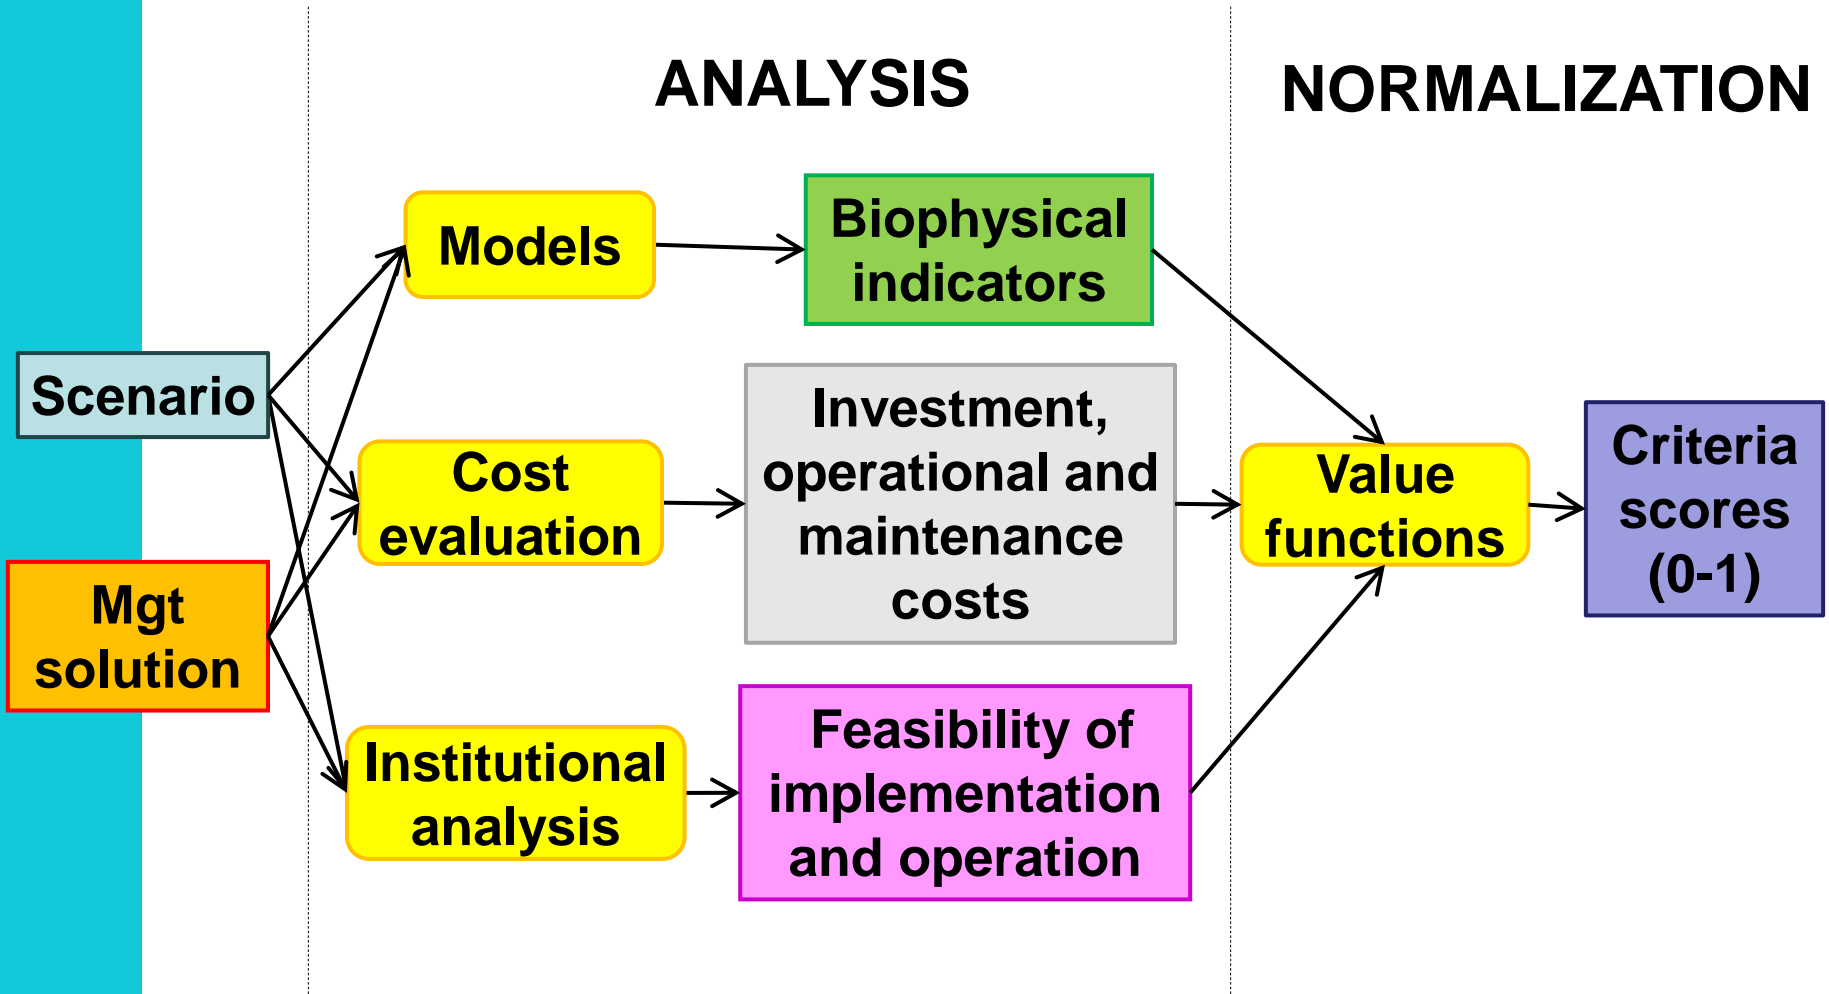 ANALYSIS
NORMALIZATION
Scenario
Mgt
solution
Models
Cost
evaluation
Institutional
analysis
Biophysical
indicators
Investment,
operational and
maintenance
costs
Feasibility of
implementation
and operation
Value
functions
Criteria
scores
(0-1)